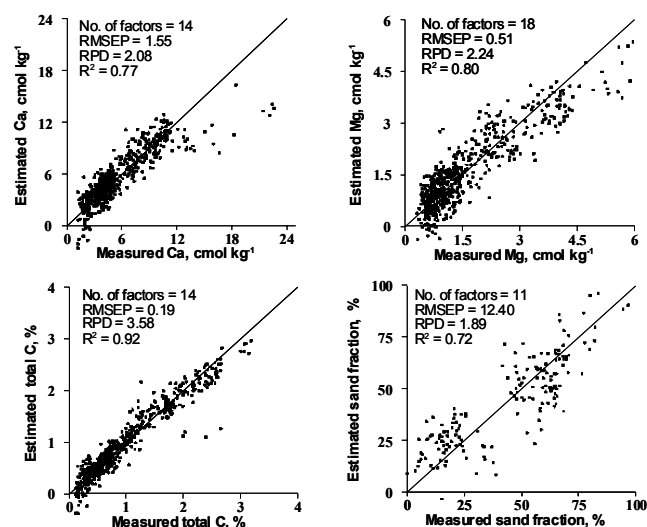 24
18
12
6
0
Estimated Ca, cmol kg⁻¹
No. of factors = 14
RMSEP = 1.55
RPD = 2.08
R² = 0.77
0 6 12 18 24
Measured Ca, cmol kg⁻¹
6
4.5
3
1.5
0
Estimated Mg, cmol kg⁻¹
No. of factors = 18
RMSEP = 0.51
RPD = 2.24
R² = 0.80
0 1.5 3 4.5 6
Measured Mg, cmol kg⁻¹
4
3
2
1
0
Estimated total C, %
No. of factors = 14
RMSEP = 0.19
RPD = 3.58
R² = 0.92
0 1 2 3 4
Measured total C, %
100
75
50
25
0
Estimated sand fraction, %
No. of factors = 11
RMSEP = 12.40
RPD = 1.89
R² = 0.72
0 25 50 75 100
Measured sand fraction, %